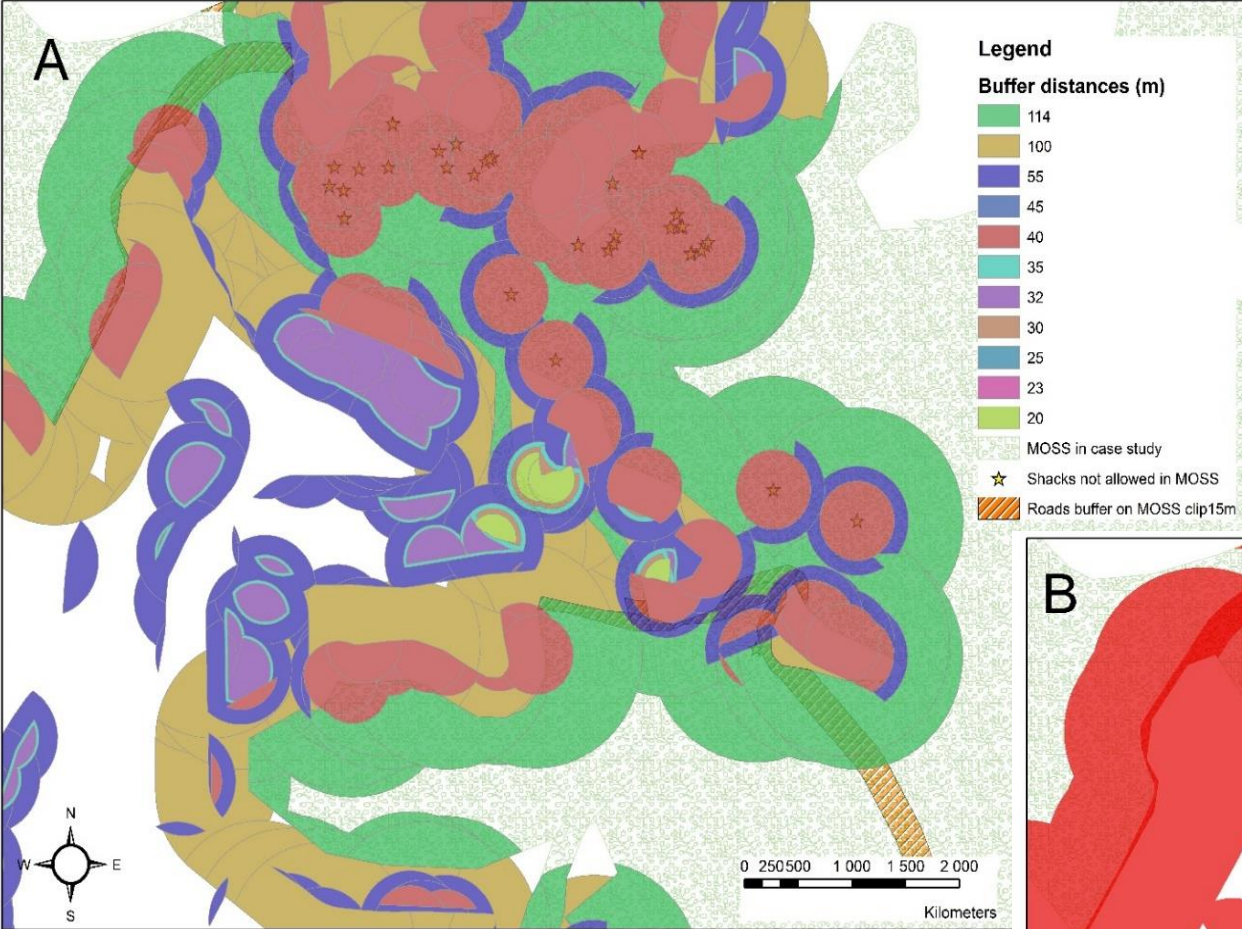 A
Legend
Buffer distances (m)
114
100
55
45
40
35
32
30
25
23
20
MOSS in case study
Shacks not allowed in MOSS
Roads buffer on MOSS clip15m
B
N
W E
S
0 250500 1 000 1 500 2 000
Kilometers